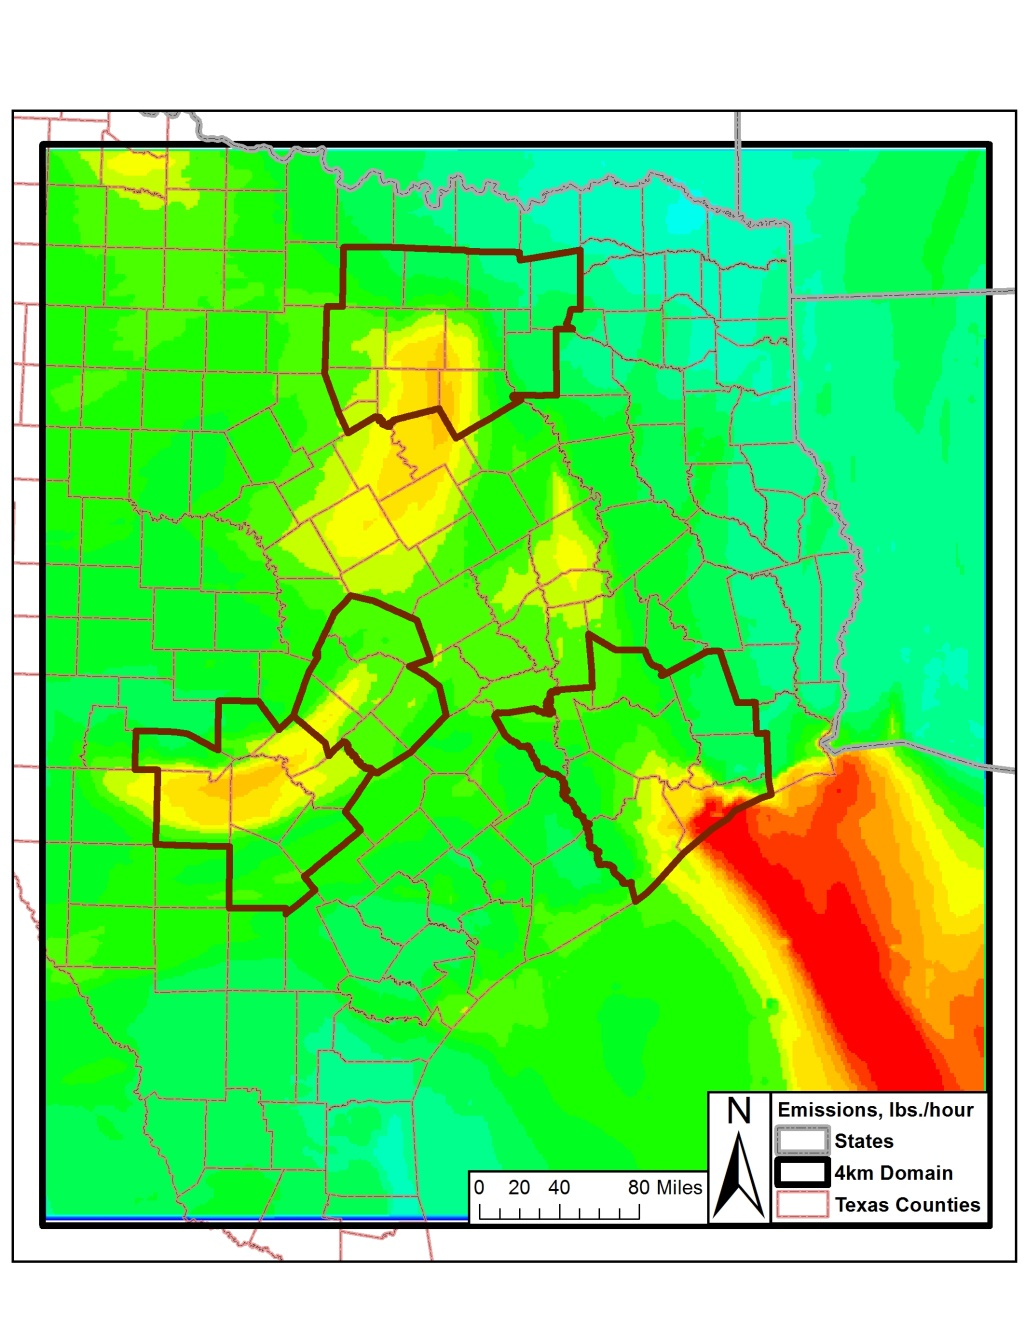 N
Emissions, lbs./hour
States
4km Domain
Texas Counties
0 20 40 80 Miles